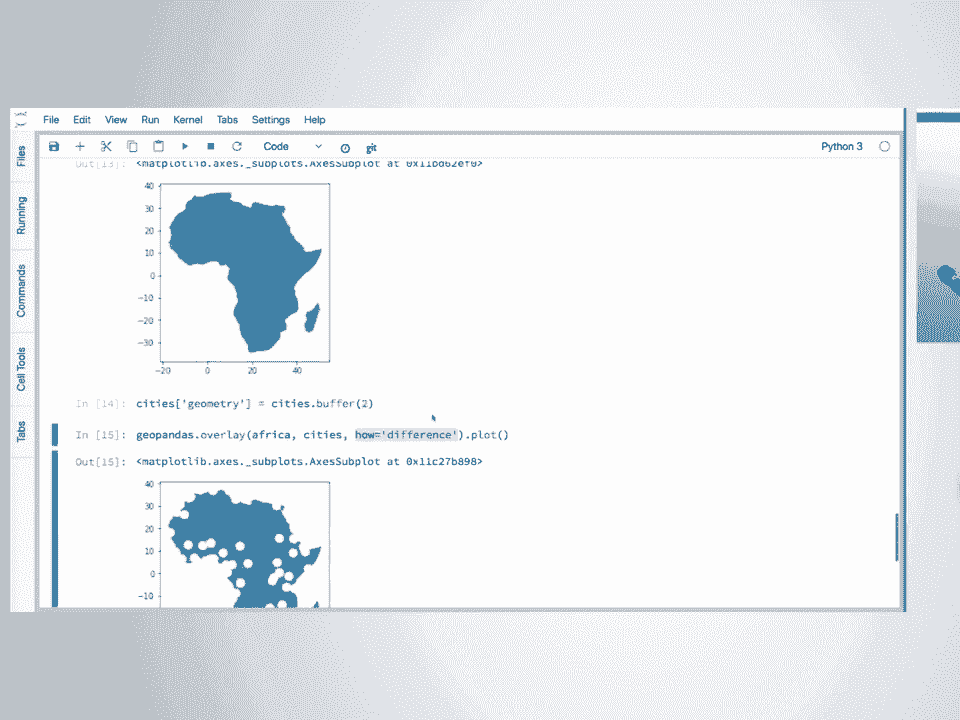 File Edit View Run Kernel Tabs Settings Help
Code git Python 3
Files
Running
Commands
Cell Tools
Tabs
Out[13]: <matplotlib.axes._subplots.AxesSubplot at 0x11bd62ef0>
40
30
20
10
0
−10
−20
−30
−20 0 20 40
In [14]: cities['geometry'] = cities.buffer(2)
In [15]: geopandas.overlay(africa, cities, how='difference').plot()
Out[15]: <matplotlib.axes._subplots.AxesSubplot at 0x11c27b898>
40
30
20
10
0
−10